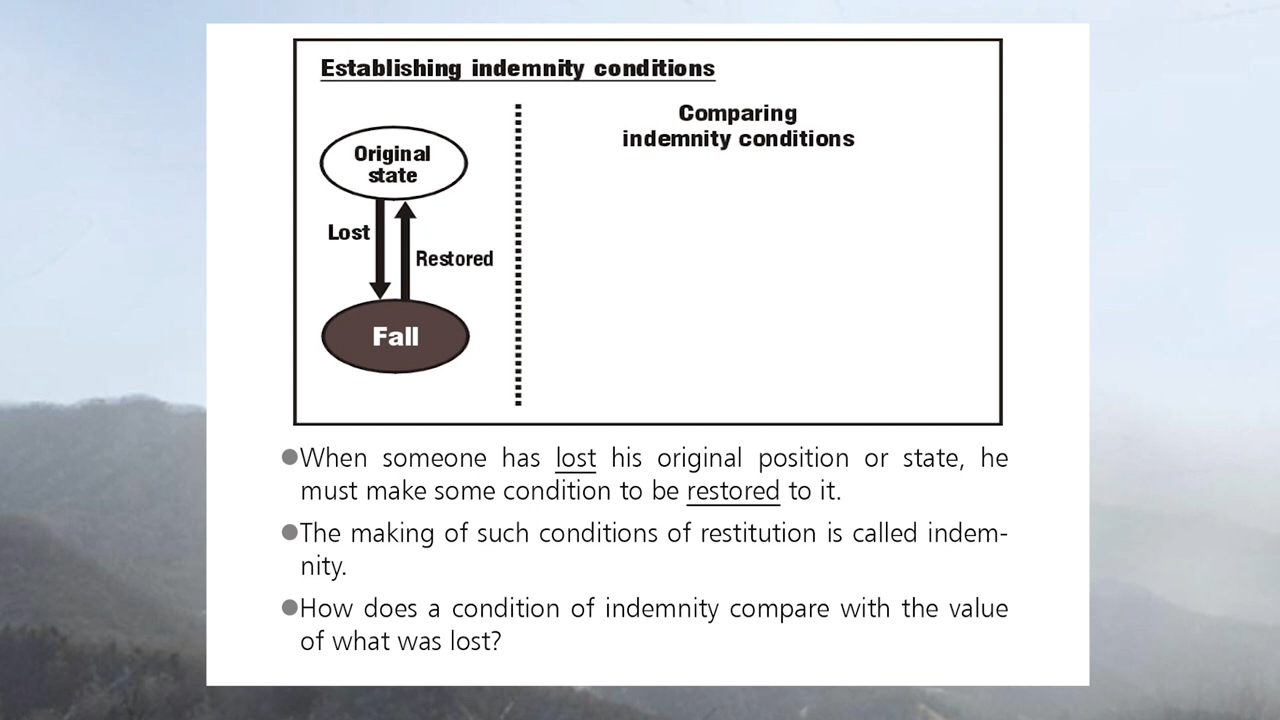 Establishing indemnity conditions
Comparing
indemnity conditions
Original
state
Lost
Restored
Fall
●When someone has lost his original position or state, he
must make some condition to be restored to it.
●The making of such conditions of restitution is called indem-
nity.
●How does a condition of indemnity compare with the value
of what was lost?